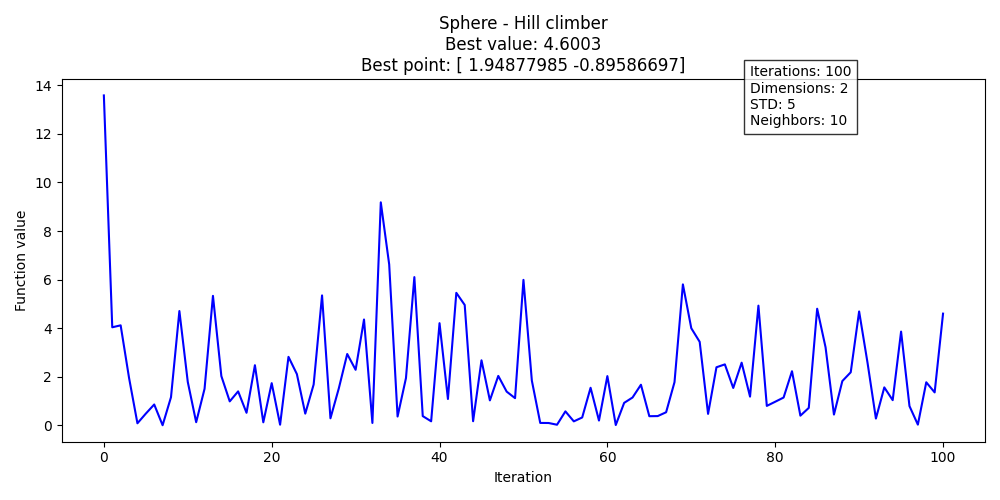 Sphere - Hill climber
Best value: 4.6003
Best point: [ 1.94877985 -0.89586697]
Iterations: 100
Dimensions: 2
STD: 5
Neighbors: 10
14
12
10
8
6
4
2
0
Function value
0 20 40 60 80 100
Iteration